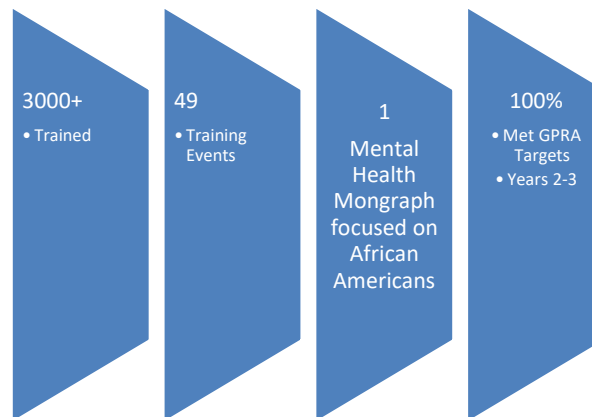 3000+
• Trained
49
• Training
Events
1
Mental
Health
Mongraph
focused on
African
Americans
100%
• Met GPRA
Targets
• Years 2-3